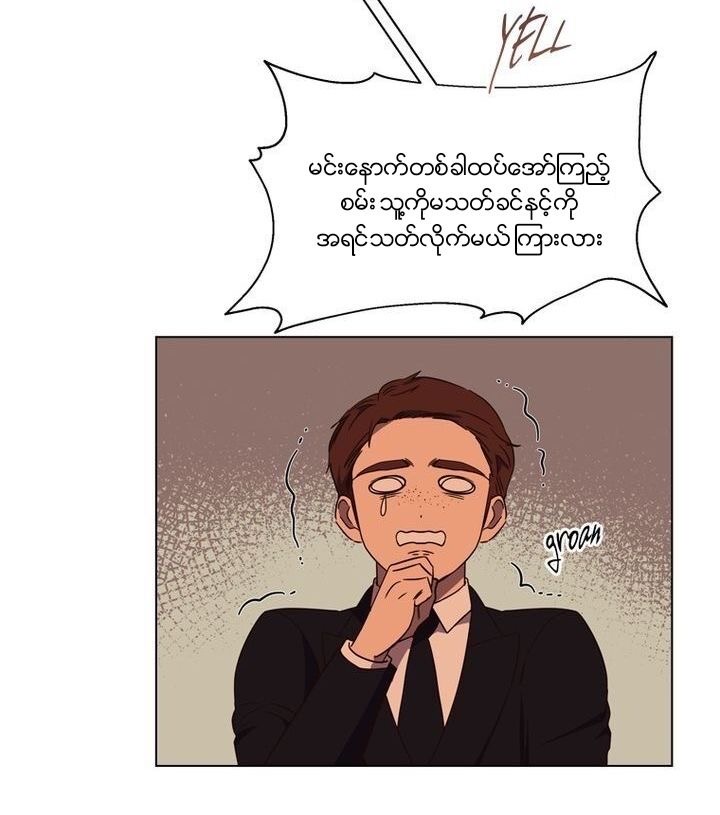 YELL
မင်းနောက်တစ်ခါထပ်အော်ကြည့်
စမ်း သူ့ကိုမသတ်ခင်နင့်ကို
အရင်သတ်လိုက်မယ် ကြားလား
groan